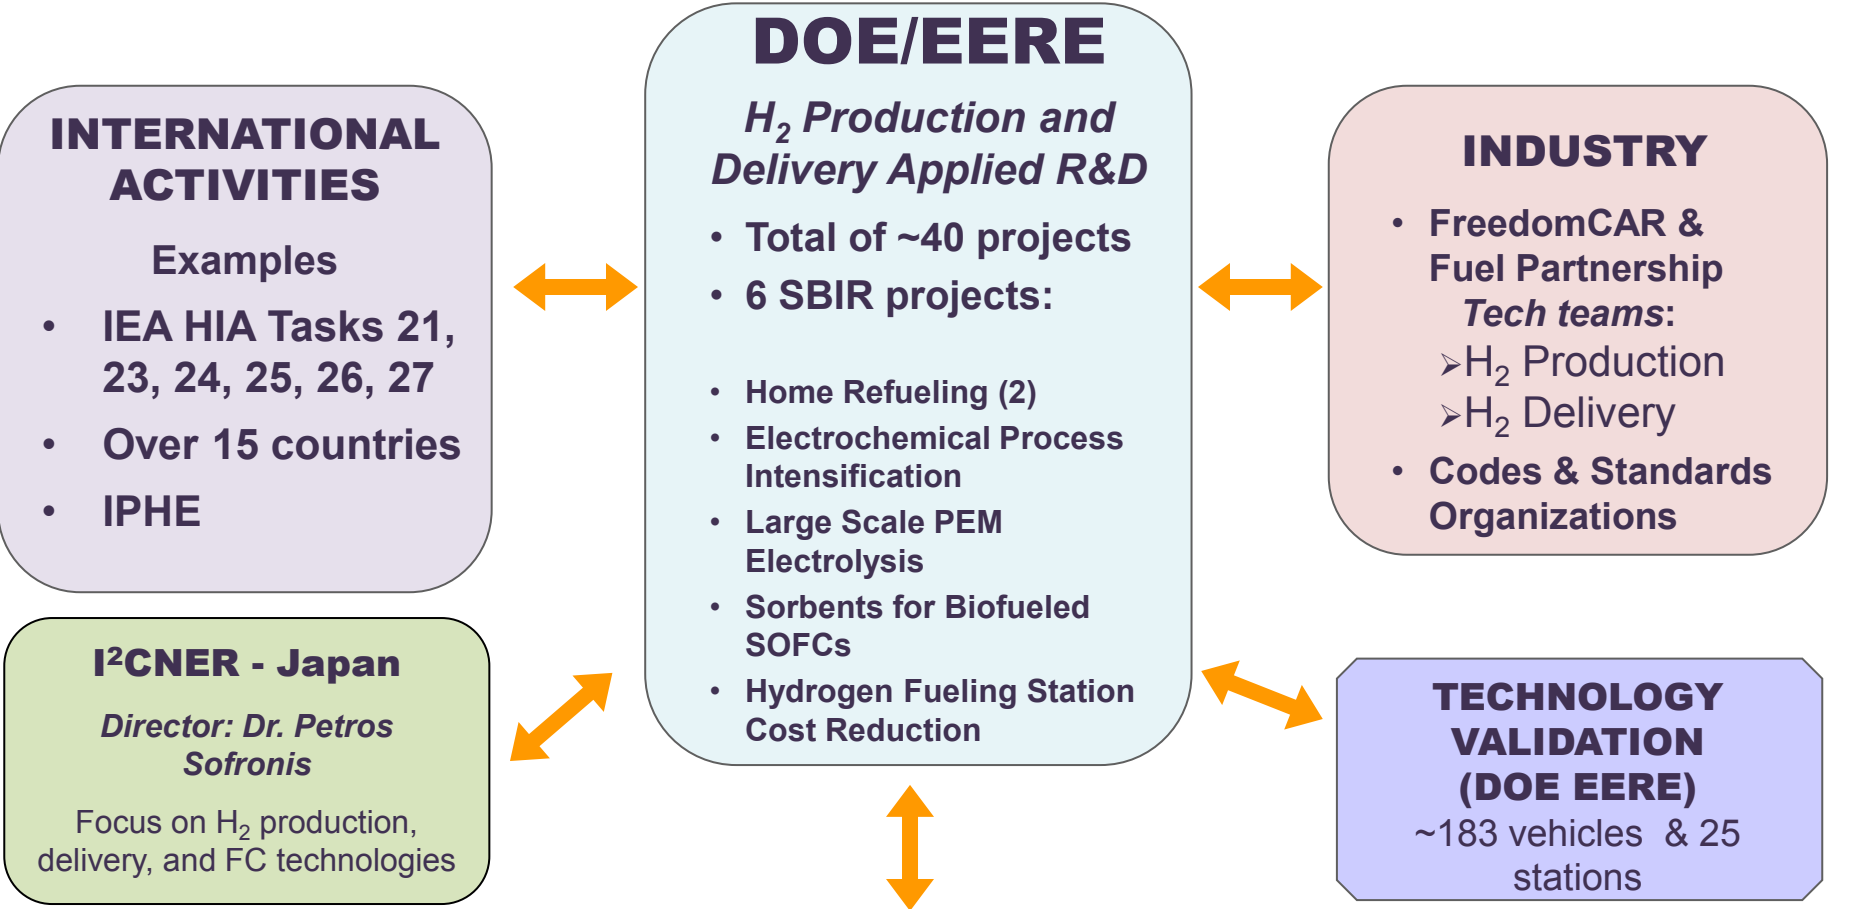 INTERNATIONAL
ACTIVITIES
Examples
• IEA HIA Tasks 21,
23, 24, 25, 26, 27
• Over 15 countries
• IPHE
I²CNER - Japan
Director: Dr. Petros
Sofronis
Focus on H₂ production,
delivery, and FC technologies
DOE/EERE
H₂ Production and
Delivery Applied R&D
• Total of ~40 projects
• 6 SBIR projects:
• Home Refueling (2)
• Electrochemical Process
Intensification
• Large Scale PEM
Electrolysis
• Sorbents for Biofueled
SOFCs
• Hydrogen Fueling Station
Cost Reduction
INDUSTRY
• FreedomCAR &
Fuel Partnership
Tech teams:
➢H₂ Production
➢H₂ Delivery
• Codes & Standards
Organizations
TECHNOLOGY
VALIDATION
(DOE EERE)
~183 vehicles & 25
stations